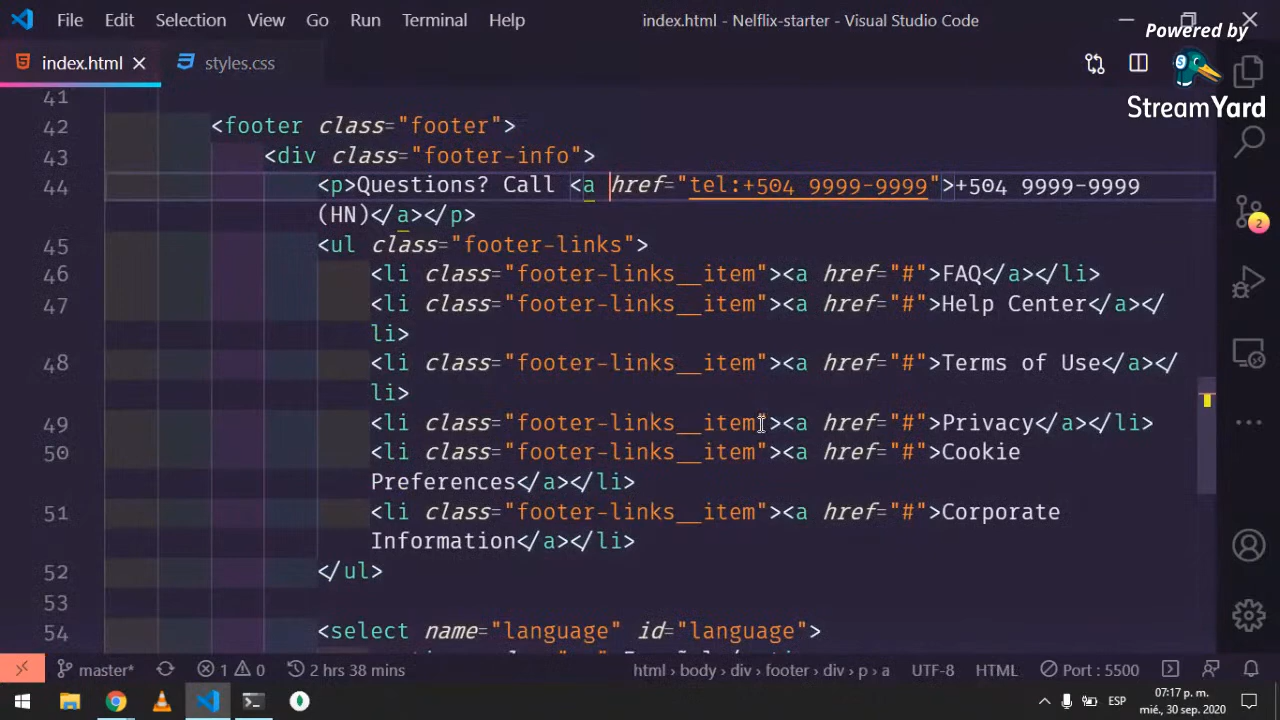 File Edit Selection View Go Run Terminal Help index.html - Nelflix-starter - Visual Studio Code
Powered by
StreamYard
index.html styles.css
41
42 <footer class="footer">
43 <div class="footer-info">
44 <p>Questions? Call <a href="tel:+504 9999-9999">+504 9999-9999
(HN)</a></p>
45 <ul class="footer-links">
46 <li class="footer-links__item"><a href="#">FAQ</a></li>
47 <li class="footer-links__item"><a href="#">Help Center</a></
li>
48 <li class="footer-links__item"><a href="#">Terms of Use</a></
li>
49 <li class="footer-links__item"><a href="#">Privacy</a></li>
50 <li class="footer-links__item"><a href="#">Cookie
Preferences</a></li>
51 <li class="footer-links__item"><a href="#">Corporate
Information</a></li>
52 </ul>
53
54 <select name="language" id="language">
2
master* 1 0 2 hrs 38 mins html › body › div › footer › div › p › a UTF-8 HTML Port : 5500
ESP 07:17 p. m.
mié, 30 sep. 2020